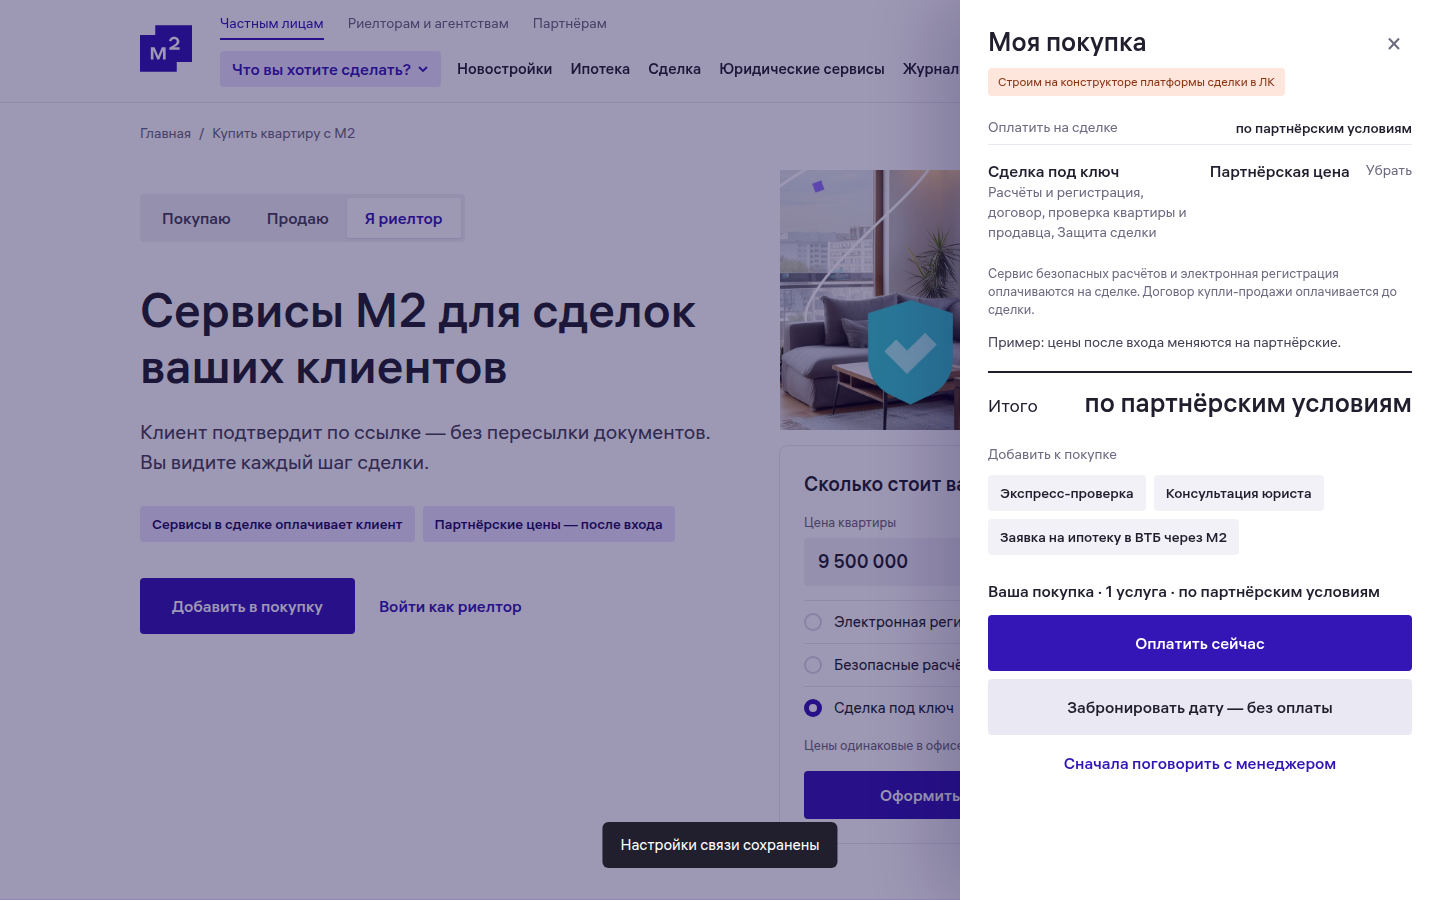 Частным лицам Риелторам и агентствам Партнёрам
М2
Что вы хотите сделать? Новостройки Ипотека Сделка Юридические сервисы Журнал
Главная / Купить квартиру с М2
Покупаю Продаю Я риелтор
Сервисы М2 для сделок
ваших клиентов
Клиент подтвердит по ссылке — без пересылки документов.
Вы видите каждый шаг сделки.
Сервисы в сделке оплачивает клиент Партнёрские цены — после входа
Добавить в покупку Войти как риелтор
Сколько стоит
Цена квартиры
9 500 000
Электронная
Безопасные
Сделка под ключ
Цены одинаковые в
Оформить
Настройки связи сохранены
Моя покупка
Строим на конструкторе платформы сделки в ЛК
Оплатить на сделке по партнёрским условиям
Сделка под ключ Партнёрская цена Убрать
Расчёты и регистрация,
договор, проверка квартиры и
продавца, Защита сделки
Сервис безопасных расчётов и электронная регистрация
оплачиваются на сделке. Договор купли-продажи оплачивается до
сделки.
Пример: цены после входа меняются на партнёрские.
Итого по партнёрским условиям
Добавить к покупке
Экспресс-проверка Консультация юриста
Заявка на ипотеку в ВТБ через М2
Ваша покупка · 1 услуга · по партнёрским условиям
Оплатить сейчас
Забронировать дату — без оплаты
Сначала поговорить с менеджером